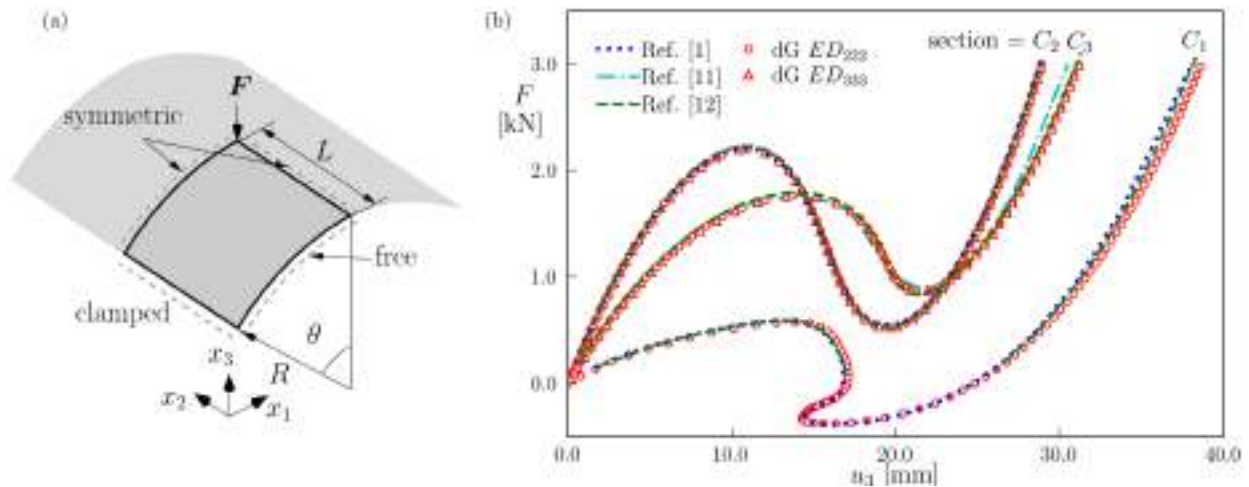 (a)
F
symmetric
L
free
clamped
θ
R
x₃
x₂
x₁
(b)
Ref. [1]
Ref. [11]
Ref. [12]
dG ED₂₂₂
dG ED₃₃₃
section = C₂ C₃ C₁
F
[kN]
3.0
2.0
1.0
0.0
0.0 10.0 20.0 30.0 40.0
u₃ [mm]